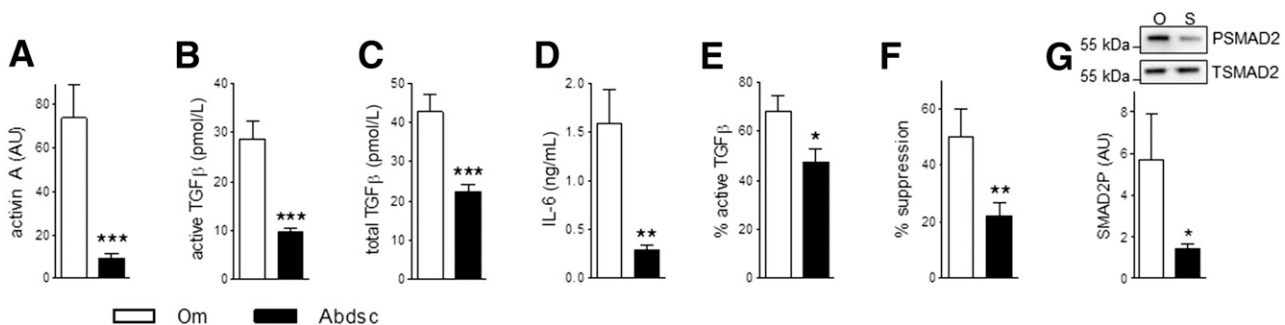 A
activin A (AU)
80
60
40
20
0
***
B
active TGFβ (pmol/L)
40
30
20
10
0
***
C
total TGFβ (pmol/L)
50
40
30
20
10
0
***
D
IL-6 (ng/mL)
2.0
1.5
1.0
0.5
0.0
**
E
% active TGFβ
80
60
40
20
0
*
F
% suppression
60
40
20
0
**
G
O S
55 kDa PSMAD2
55 kDa TSMAD2
SMAD2P (AU)
8
6
4
2
0
*
Om Abdsc